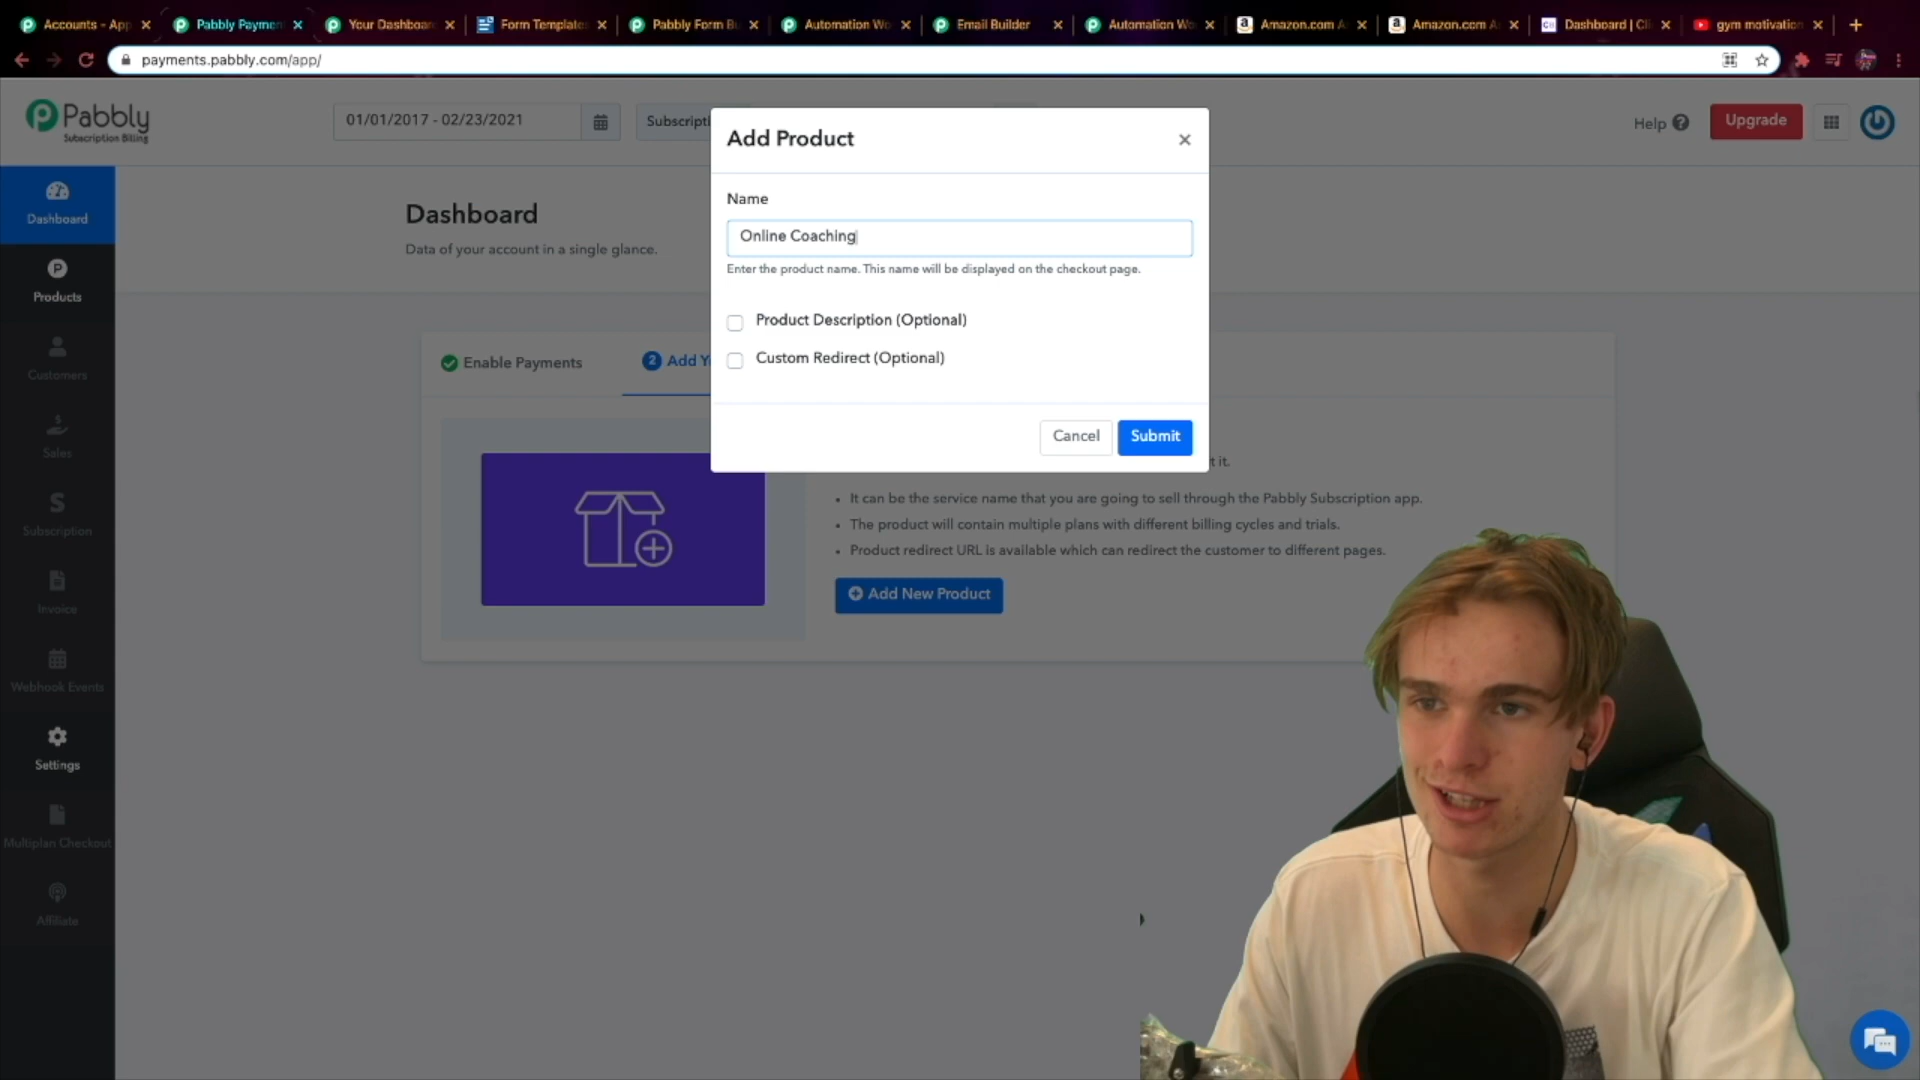 Accounts - App
Pabbly Paymen
Your Dashboar
Form Template
Pabbly Form B
Automation Wo
Email Builder
Automation Wo
Amazon.com A
Amazon.com A
Dashboard | Cli
gym motivation
payments.pabbly.com/app/
Pabbly
Subscription Billing
01/01/2017 - 02/23/2021
Subscripti
Help
Upgrade
Dashboard
Products
Customers
Sales
Subscription
Invoice
Webhook Events
Settings
Multiplan Checkout
Affiliate
Dashboard
Data of your account in a single glance.
Enable Payments
2 Add Y
Add Product
Name
Online Coaching
Enter the product name. This name will be displayed on the checkout page.
Product Description (Optional)
Custom Redirect (Optional)
Cancel
Submit
t it.
It can be the service name that you are going to sell through the Pabbly Subscription app.
The product will contain multiple plans with different billing cycles and trials.
Product redirect URL is available which can redirect the customer to different pages.
Add New Product